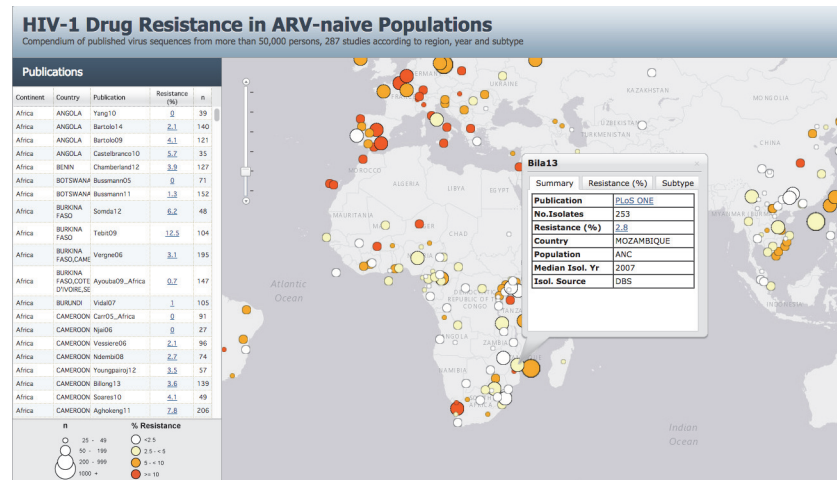 HIV-1 Drug Resistance in ARV-naive Populations
Compendium of published virus sequences from more than 50,000 persons, 287 studies according to region, year and subtype
Publications
Continent Country Publication Resistance (%) n
Africa ANGOLA Yang10 0 39
Africa ANGOLA Bartolo14 2.1 140
Africa ANGOLA Bartolo09 4.1 121
Africa ANGOLA Castelbranco10 5.7 35
Africa BENIN Chamberland12 3.9 127
Africa BOTSWANA Bussmann05 0 71
Africa BOTSWANA Bussmann11 1.3 152
Africa BURKINA FASO Somda12 6.2 48
Africa BURKINA FASO Tebit09 12.5 104
Africa BURKINA FASO,CAME Vergne06 3.1 195
Africa BURKINA FASO,COTE D'IVOIRE,SE Ayouba09_Africa 0.7 147
Africa BURUNDI Vidal07 1 105
Africa CAMEROON Carr05_Africa 0 91
Africa CAMEROON Njai06 0 27
Africa CAMEROON Vessiere06 2.1 96
Africa CAMEROON Ndembi08 2.7 74
Africa CAMEROON Youngpairoj12 3.5 57
Africa CAMEROON Bilong13 3.6 139
Africa CAMEROON Soares10 4.1 49
Africa CAMEROON Aghokeng11 7.8 206
n
25 - 49
50 - 199
200 - 999
1000 +
% Resistance
<2.5
2.5 - < 5
5 - < 10
>= 10
UKRAINE
KAZAKHSTAN
MONGOLIA
UZBEKISTAN
TURKMENISTAN
CHINA
MOROCCO
ALGERIA
LIBYA
EGYPT
MAURITANIA
CHAD
Atlantic
Ocean
REPUBLIC OF THE
CONGO
ANGOLA
ZAMBIA
NAMIBIA
INDONESIA
Indian
Ocean
Bila13
Summary Resistance (%) Subtype
Publication PLoS ONE
No.Isolates 253
Resistance (%) 2.8
Country MOZAMBIQUE
Population ANC
Median Isol. Yr 2007
Isol. Source DBS